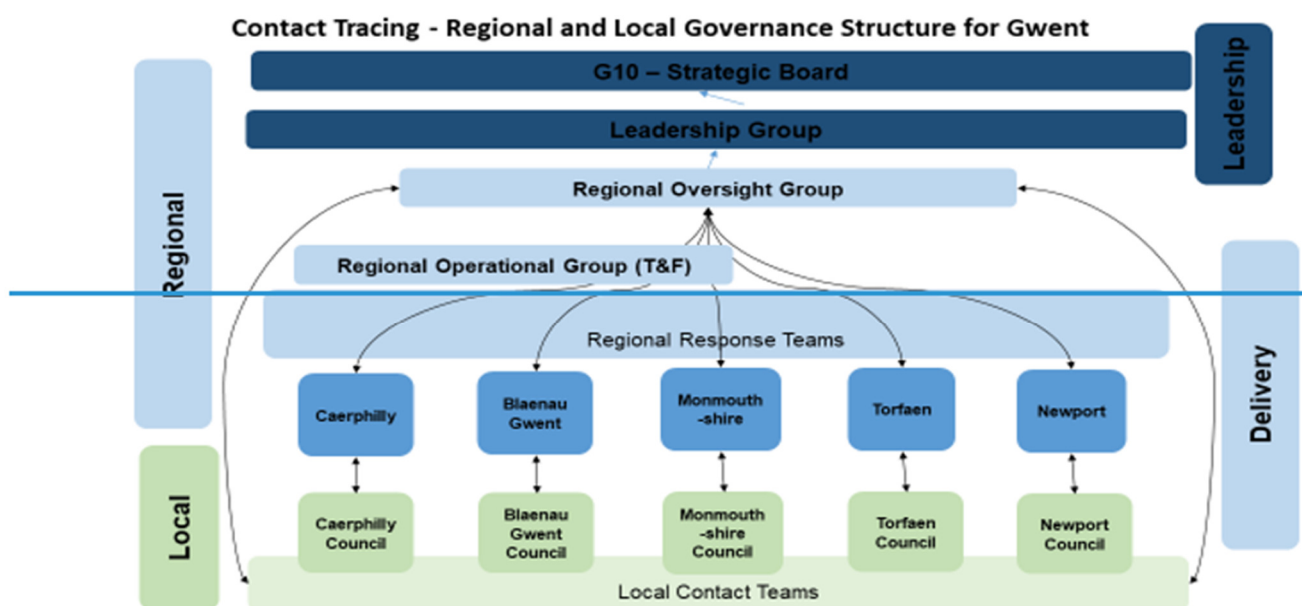 Contact Tracing - Regional and Local Governance Structure for Gwent
Leadership
G10 – Strategic Board
Leadership Group
Regional
Regional Oversight Group
Regional Operational Group (T&F)
Delivery
Regional Response Teams
Caerphilly
Blaenau
Gwent
Monmouth
-shire
Torfaen
Newport
Local
Caerphilly
Council
Blaenau
Gwent
Council
Monmouth
-shire
Council
Torfaen
Council
Newport
Council
Local Contact Teams